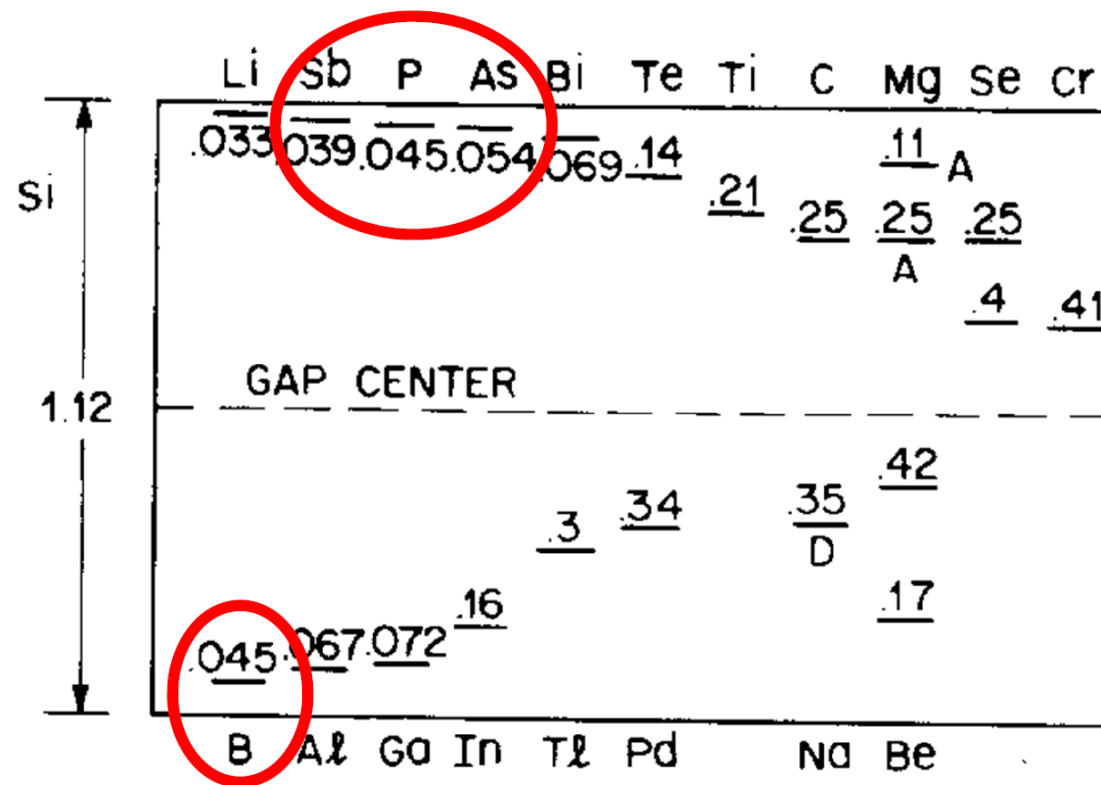 Li Sb P As Bi Te Ti C Mg Se Cr
.033 .039 .045 .054 .069 .14 .11 A
Si .21 .25 .25 .25
A
.4 .41
GAP CENTER
1.12
.42
.3 .34 .35
D
.16 .17
.045 .067 .072
B Al Ga In Tl Pd Na Be